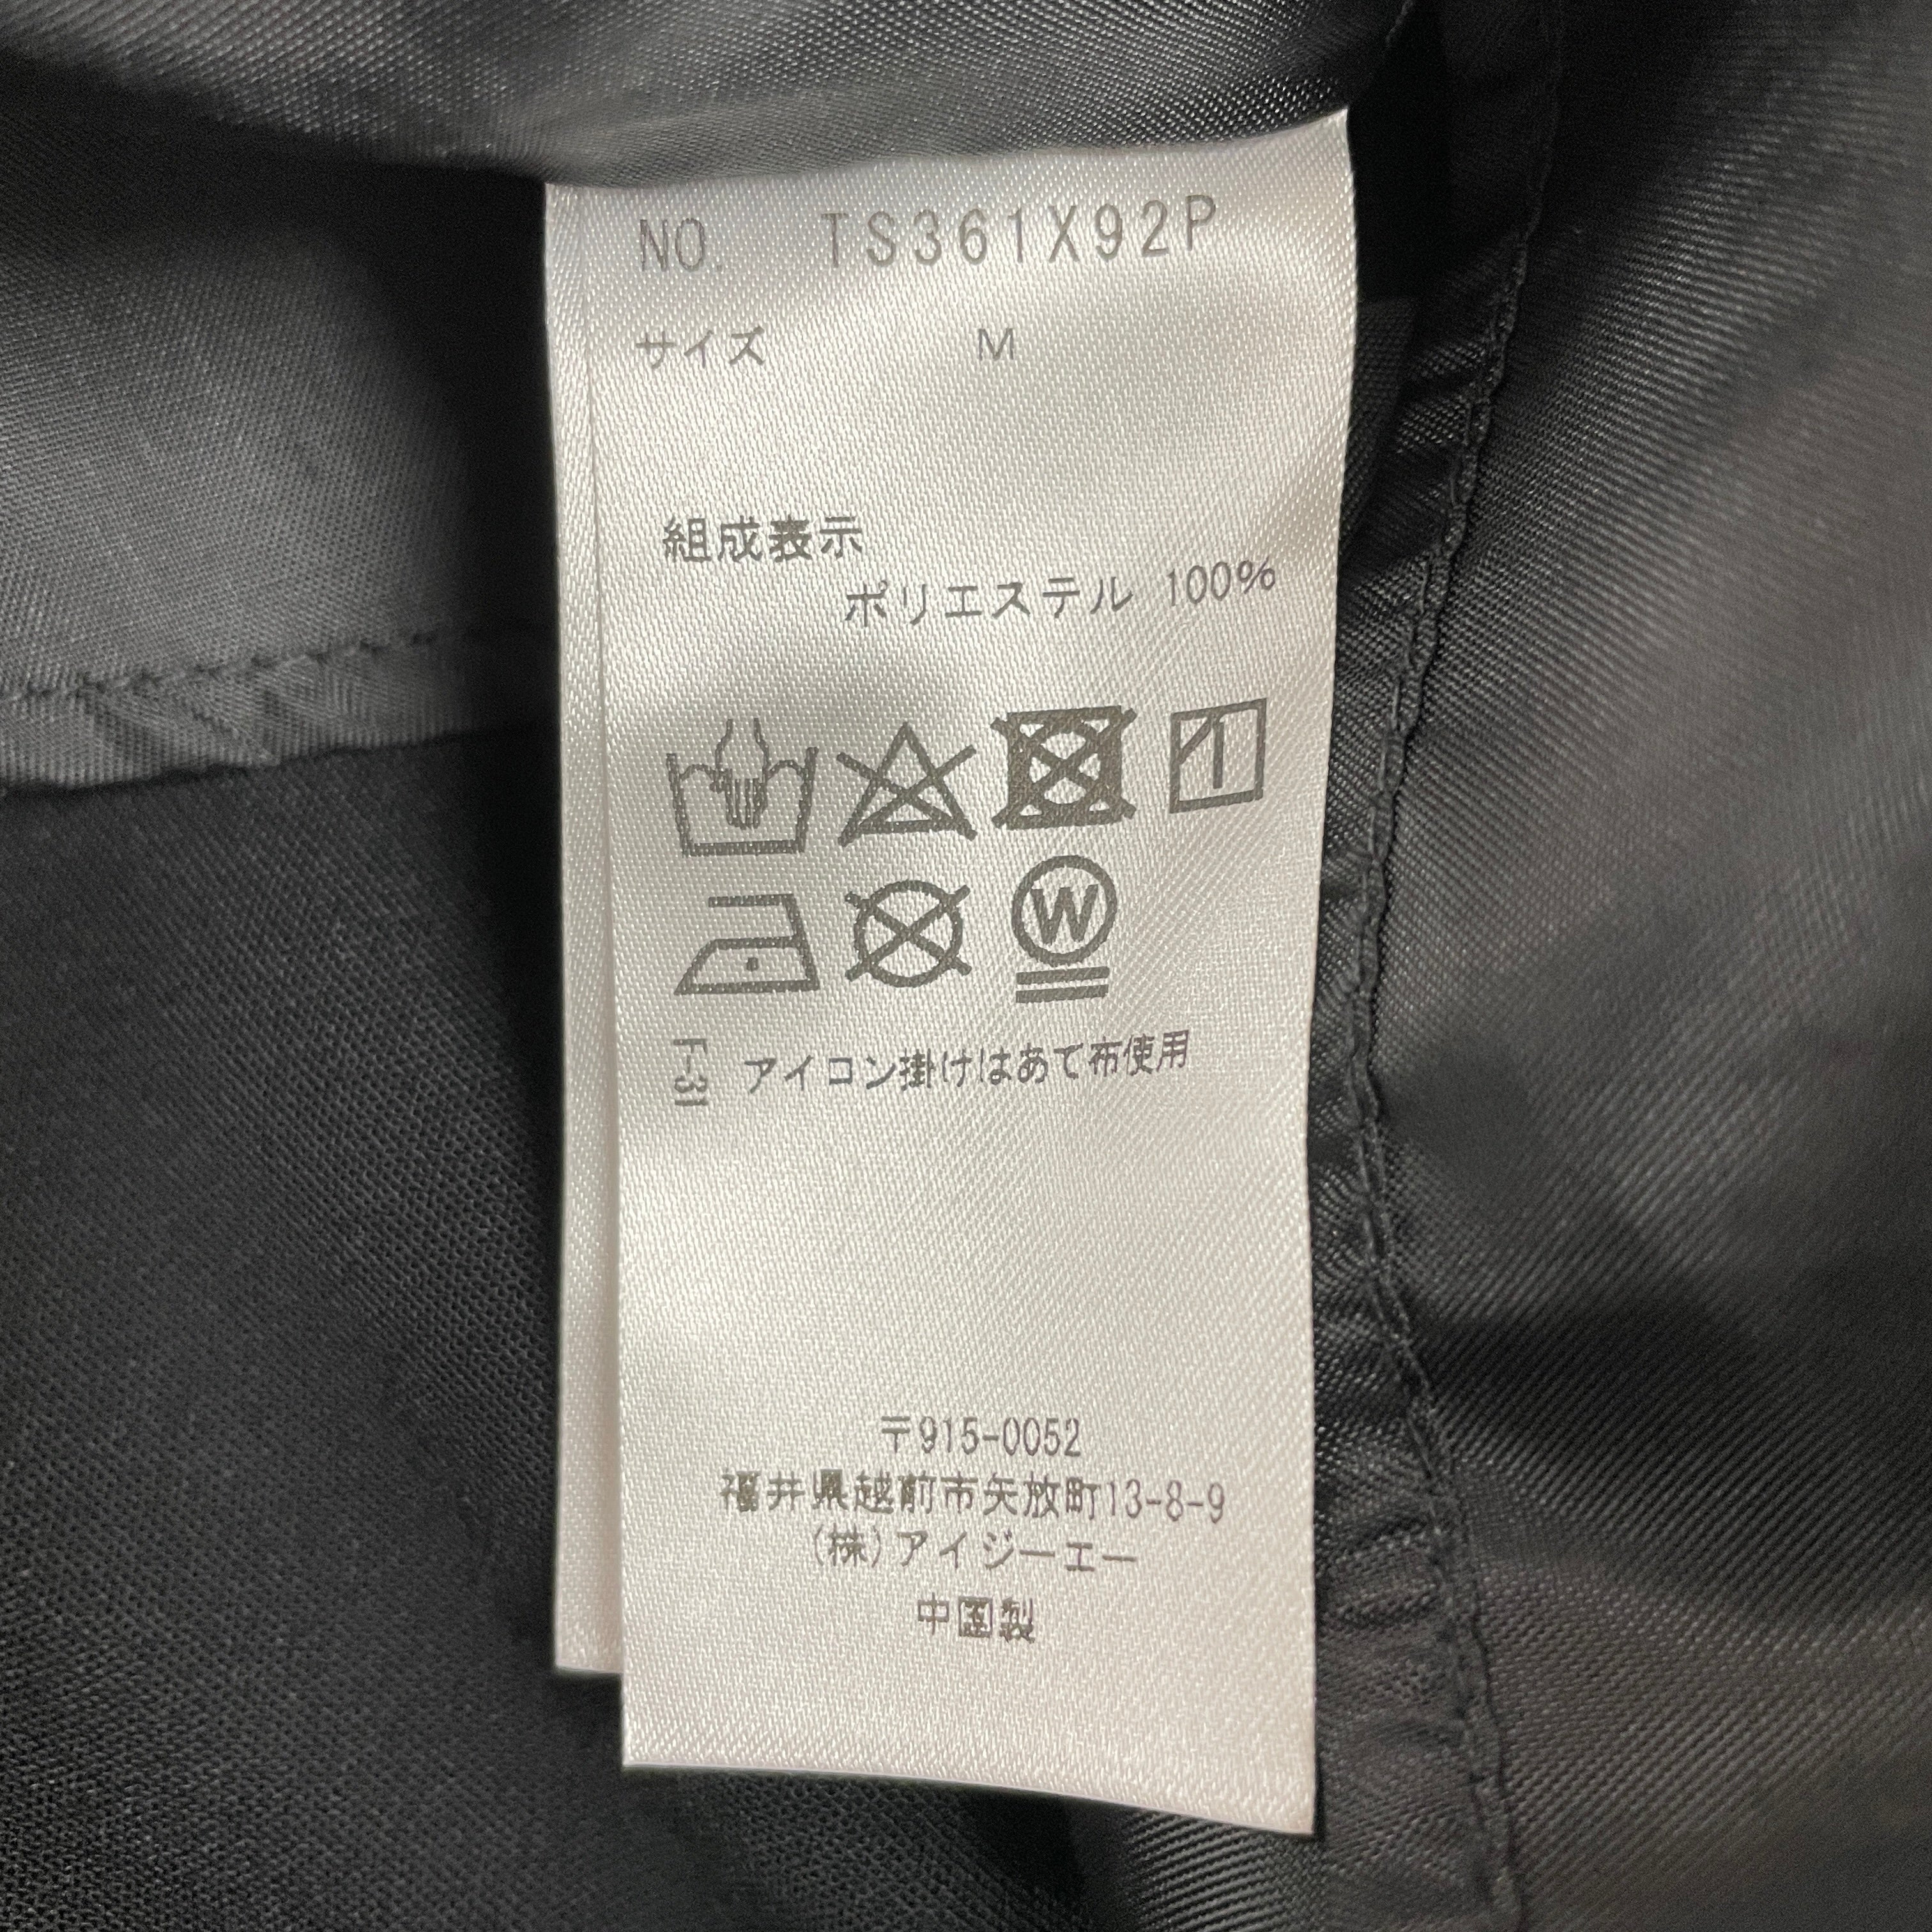 NO. TS361X92P
サイズ M
組成表示
ポリエステル 100%
W
F-31 アイロン掛けはあて布使用
〒915-0052
福井県越前市矢放町13-8-9
(株)アイジーエー
中国製